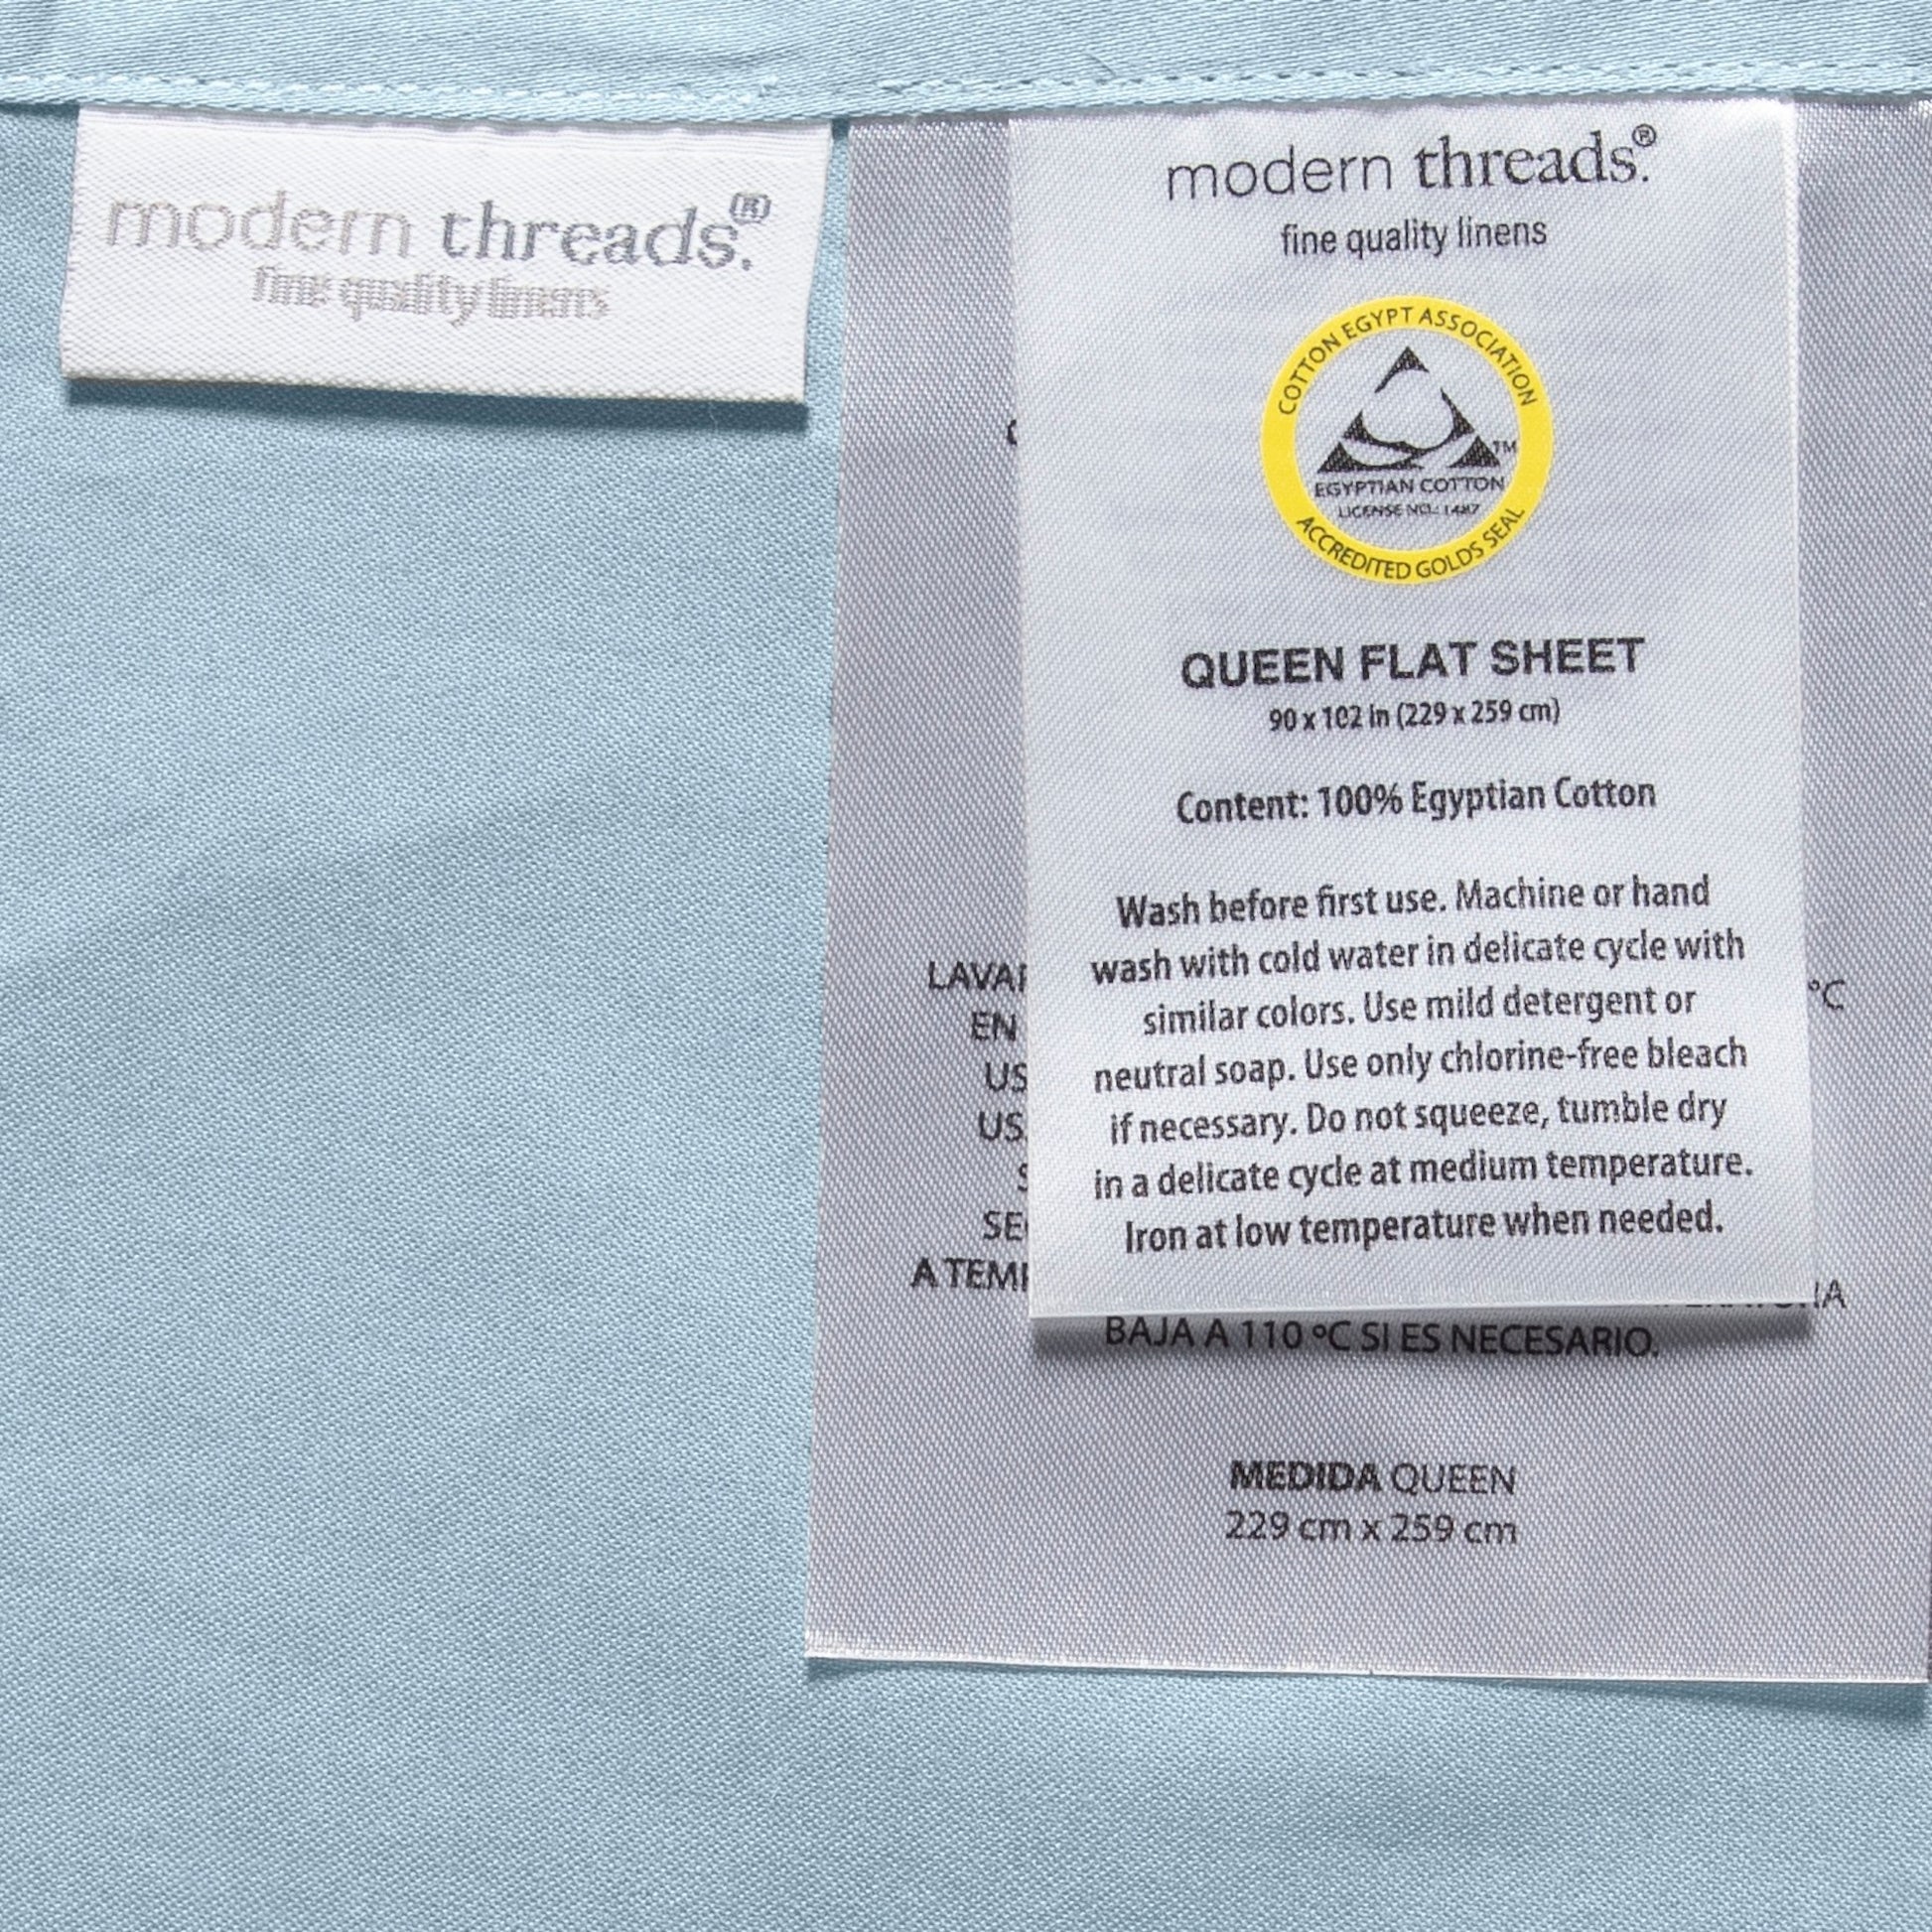 modern threads.®
fine quality linens
modern threads.®
fine quality linens
COTTON EGYPT ASSOCIATION
TM
EGYPTIAN COTTON
LICENSE NO.: 1487
ACCREDITED GOLDS SEAL
QUEEN FLAT SHEET
90 x 102 in (229 x 259 cm)
Content: 100% Egyptian Cotton
Wash before first use. Machine or hand
wash with cold water in delicate cycle with
similar colors. Use mild detergent or
neutral soap. Use only chlorine-free bleach
if necessary. Do not squeeze, tumble dry
in a delicate cycle at medium temperature.
Iron at low temperature when needed.
°C
EN
A
BAJA A 110 °C SI ES NECESARIO.
MEDIDA QUEEN
229 cm x 259 cm